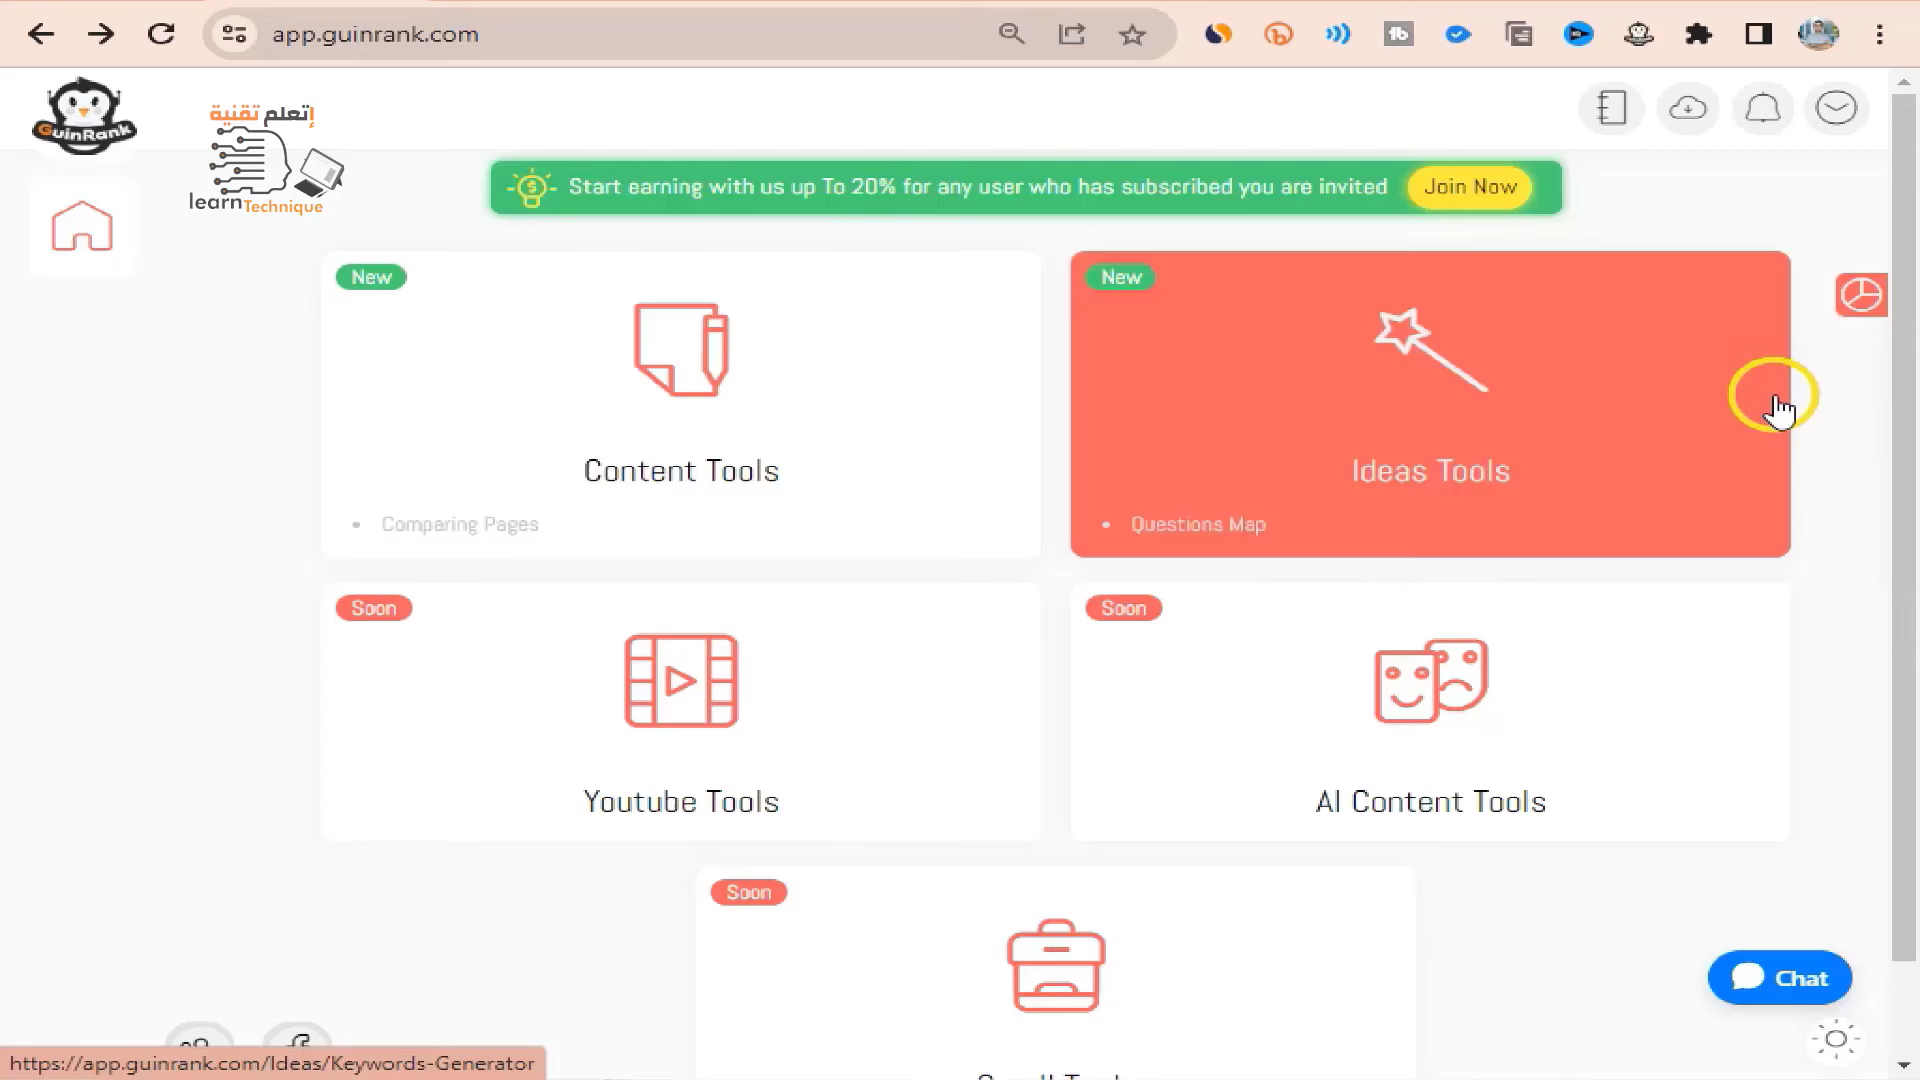 app.guinrank.com
GuinRank
إتعلم تقنية
learnTechnique
Start earning with us up To 20% for any user who has subscribed you are invited
Join Now
New
Content Tools
• Comparing Pages
New
Ideas Tools
• Questions Map
Soon
Youtube Tools
Soon
AI Content Tools
Soon
Chat
https://app.guinrank.com/Ideas/Keywords-Generator